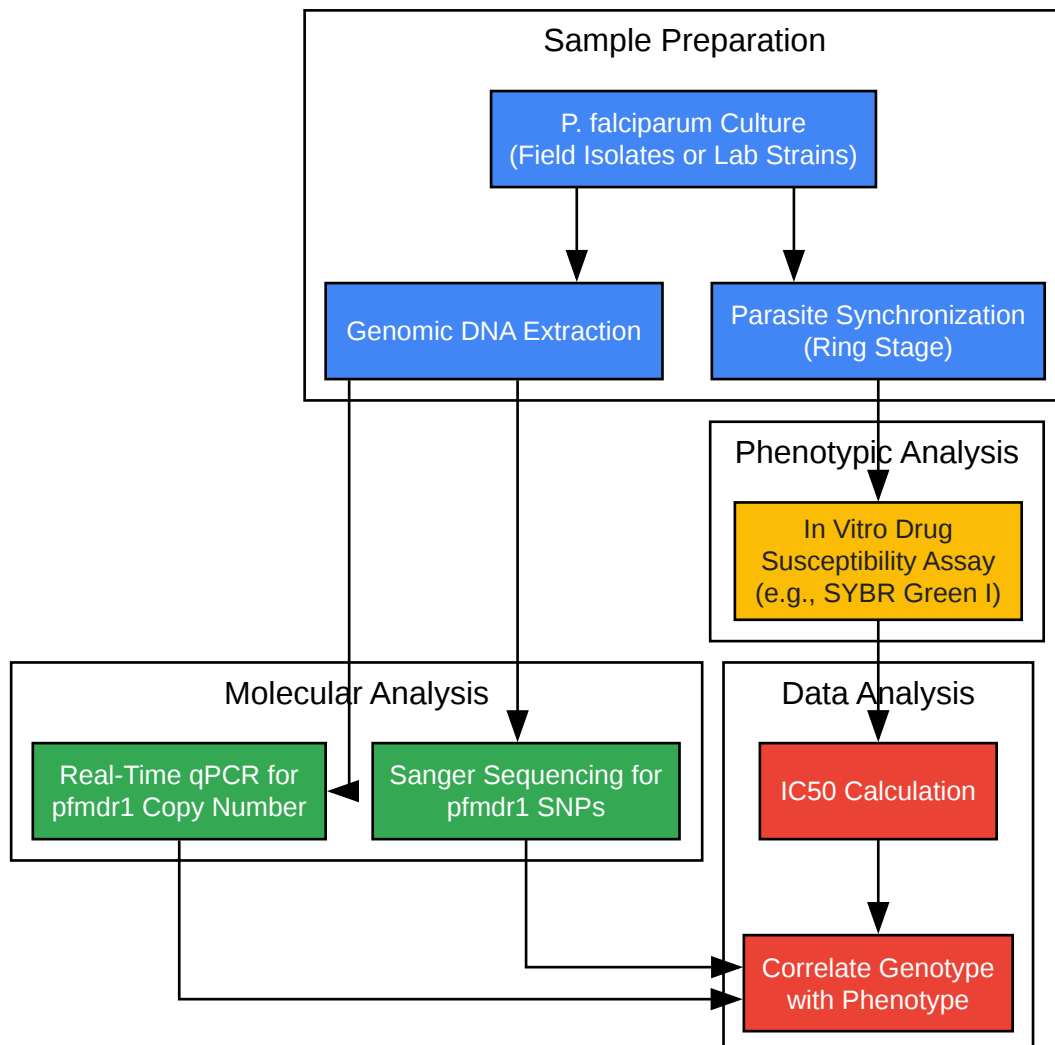 Sample Preparation
P. falciparum Culture
(Field Isolates or Lab Strains)
Genomic DNA Extraction
Parasite Synchronization
(Ring Stage)
Phenotypic Analysis
In Vitro Drug
Susceptibility Assay
(e.g., SYBR Green I)
Molecular Analysis
Real-Time qPCR for
pfmdr1 Copy Number
Sanger Sequencing for
pfmdr1 SNPs
Data Analysis
IC50 Calculation
Correlate Genotype
with Phenotype